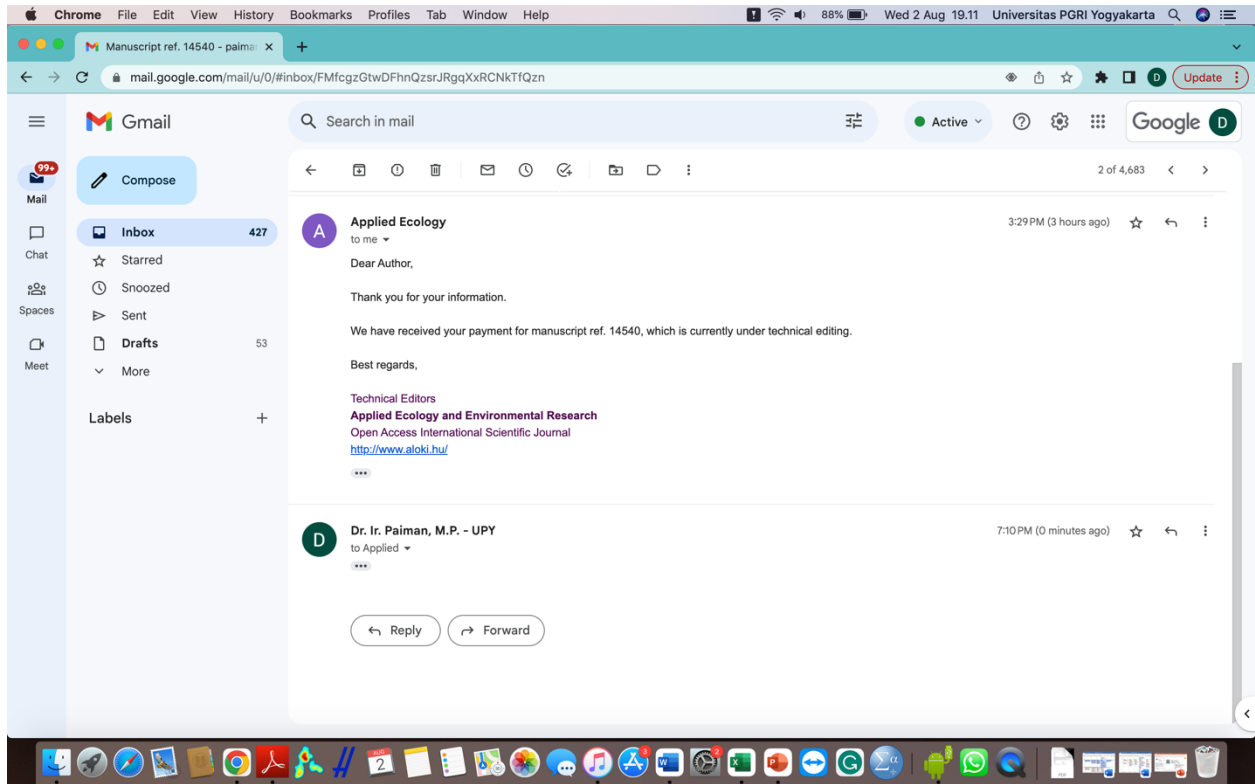 Chrome File Edit View History Bookmarks Profiles Tab Window Help 88% Wed 2 Aug 19.11 Universitas PGRI Yogyakarta
Manuscript ref. 14540 - paima
mail.google.com/mail/u/0/#inbox/FMfcgzGtwDFhnQzsrJRgqXxRCNkTfQzn D Update
Gmail Search in mail Active Google D
99+
Mail
Chat
Spaces
Meet
Compose
Inbox 427
Starred
Snoozed
Sent
Drafts 53
More
Labels
2 of 4,683
A Applied Ecology 3:29 PM (3 hours ago)
to me
Dear Author,
Thank you for your information.
We have received your payment for manuscript ref. 14540, which is currently under technical editing.
Best regards,
Technical Editors
Applied Ecology and Environmental Research
Open Access International Scientific Journal
http://www.aloki.hu/
D Dr. Ir. Paiman, M.P. - UPY 7:10 PM (0 minutes ago)
to Applied
Reply Forward
AUG
2